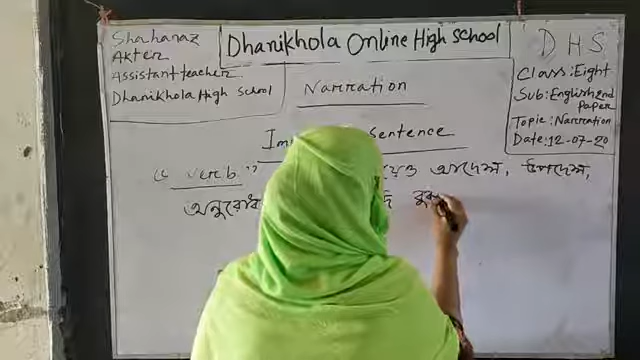 Shahanaz
Akter
Assistant teacher
Dhanikhola High School
Dhanikhola Online High School
DHS
Class: Eight
Sub: English 2nd
Paper
Topic: Narration
Date: 12-07-20
Narration
Sentence
"verb"
আদেশ, উপদেশ,
অনুরোধ